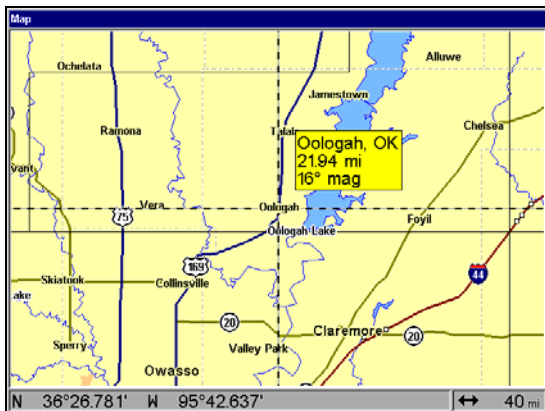 Map
Ochelata
Alluwe
Jamestown
Ramona
Talal
Chelsea
Oologah, OK
21.94 mi
16° mag
vant
Vera
75
Oologah
Foyil
Oologah Lake
169
44
Skiatook
Collinsville
ake
20
Claremore
20
Sperry
Valley Park
Owasso
N 36°26.781' W 95°42.637' ↔ 40 mi